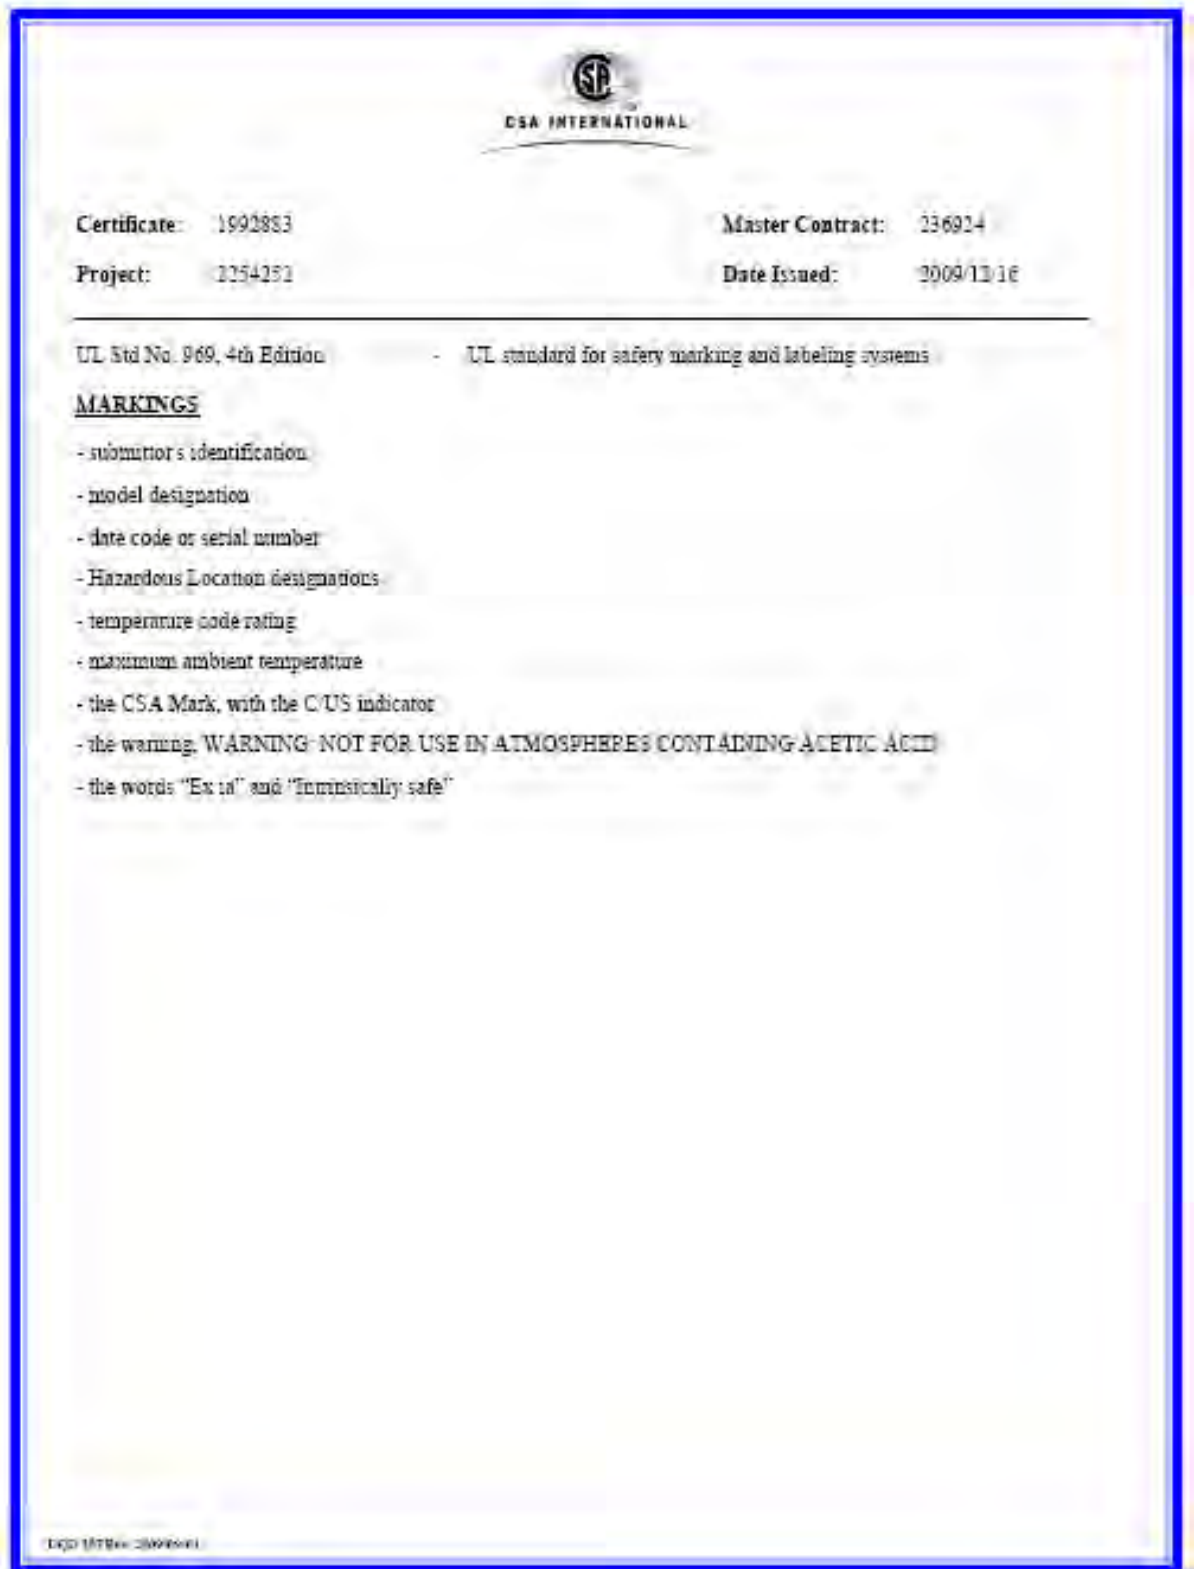 CSA INTERNATIONAL
Certificate: 1992883 Master Contract: 236924
Project: 2254252 Date Issued: 2009/12/16
UL Std No. 969, 4th Edition - UL standard for safety marking and labeling systems
MARKINGS
- submittor's identification
- model designation
- date code or serial number
- Hazardous Location designations
- temperature code rating
- maximum ambient temperature
- the CSA Mark, with the C/US indicator
- the warning, WARNING: NOT FOR USE IN ATMOSPHERES CONTAINING ACETIC ACID
- the words “Ex ia” and “Intrinsically safe”